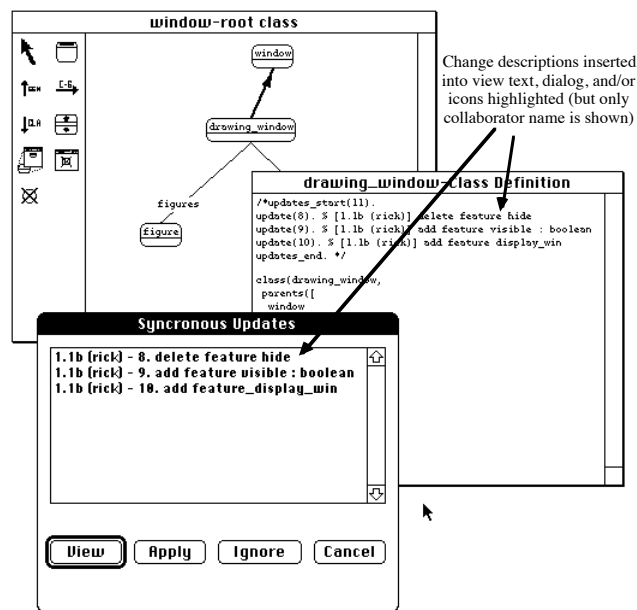 window-root class
window
drawing_window
figures
figure
Change descriptions inserted
into view text, dialog, and/or
icons highlighted (but only
collaborator name is shown)
drawing_window-Class Definition
/*updates_start(11).
update(8). % [1.1b (rick)] delete feature hide
update(9). % [1.1b (rick)] add feature visible : boolean
update(10). % [1.1b (rick)] add feature display_win
updates_end. */
class(drawing_window,
parents([
window
Syncronous Updates
1.1b (rick) - 8. delete feature hide
1.1b (rick) - 9. add feature visible : boolean
1.1b (rick) - 10. add feature_display_win
View
Apply
Ignore
Cancel